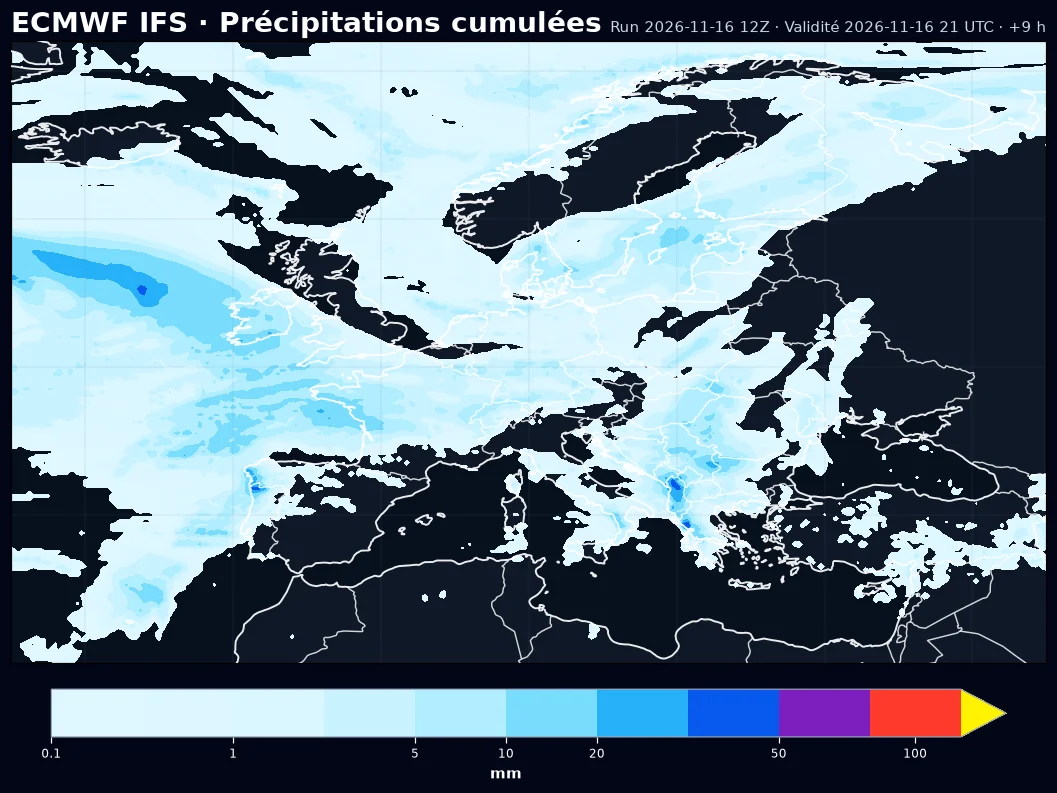 ECMWF IFS · Précipitations cumulées Run 2026-11-16 12Z · Validité 2026-11-16 21 UTC · +9 h
0.1 1 5 10 20 50 100
mm